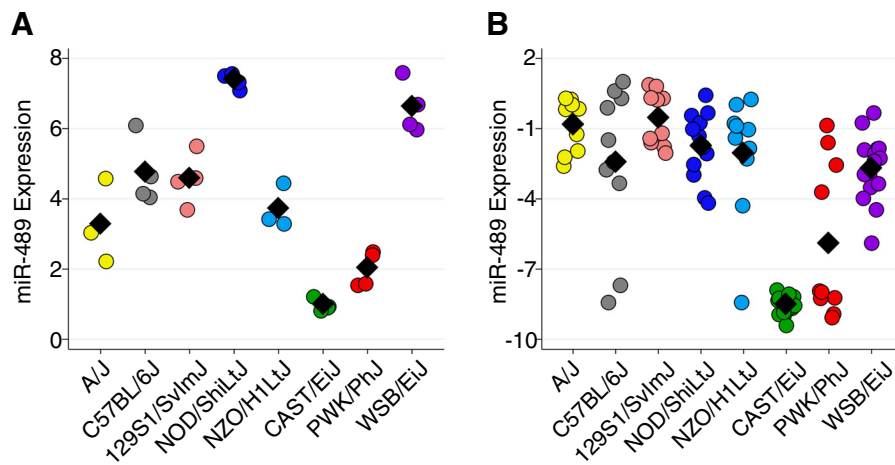 A
miR-489 Expression
8
6
4
2
0
A/J
C57BL/6J
129S1/SvImJ
NOD/ShiLtJ
NZO/H1LtJ
CAST/EiJ
PWK/PhJ
WSB/EiJ
B
miR-489 Expression
2
-1
-4
-7
-10
A/J
C57BL/6J
129S1/SvImJ
NOD/ShiLtJ
NZO/H1LtJ
CAST/EiJ
PWK/PhJ
WSB/EiJ